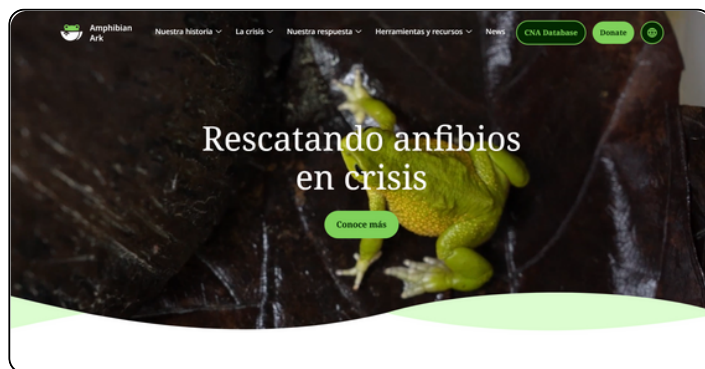 Amphibian
Ark
Nuestra historia
La crisis
Nuestra respuesta
Herramientas y recursos
News
CNA Database
Donate
Rescatando anfibios
en crisis
Conoce más